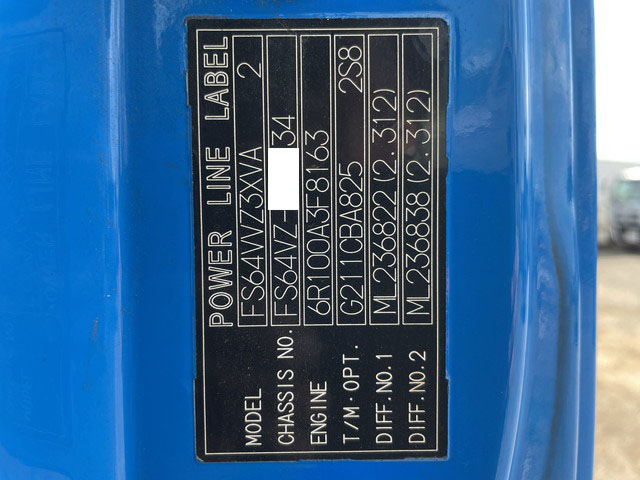 POWER LINE LABEL
MODEL FS64VVZ3XVA 2
CHASSIS NO. FS64VZ- 34
ENGINE 6R100A3F8163
T/M·OPT. G211CBA825 2S8
DIFF.NO.1 ML236822(2.312)
DIFF.NO.2 ML236838(2.312)